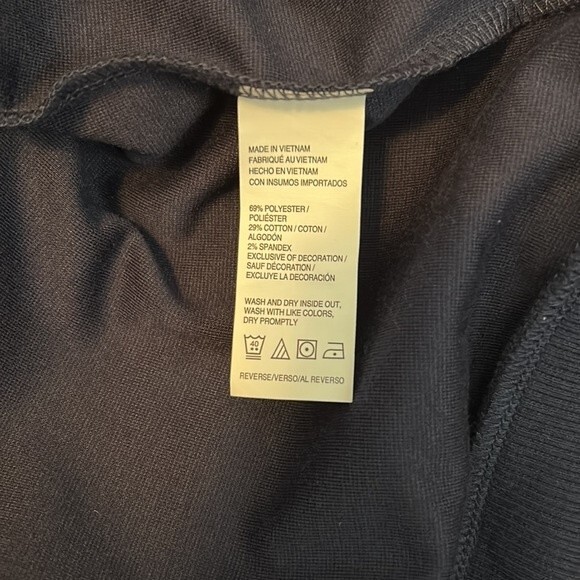 MADE IN VIETNAM
FABRIQUÉ AU VIETNAM
HECHO EN VIETNAM
CON INSUMOS IMPORTADOS
69% POLYESTER /
POLIÉSTER
29% COTTON / COTON /
ALGODÓN
2% SPANDEX
EXCLUSIVE OF DECORATION /
SAUF DÉCORATION /
EXCLUYE LA DECORACIÓN
WASH AND DRY INSIDE OUT,
WASH WITH LIKE COLORS,
DRY PROMPTLY
40
REVERSE/VERSO/AL REVERSO